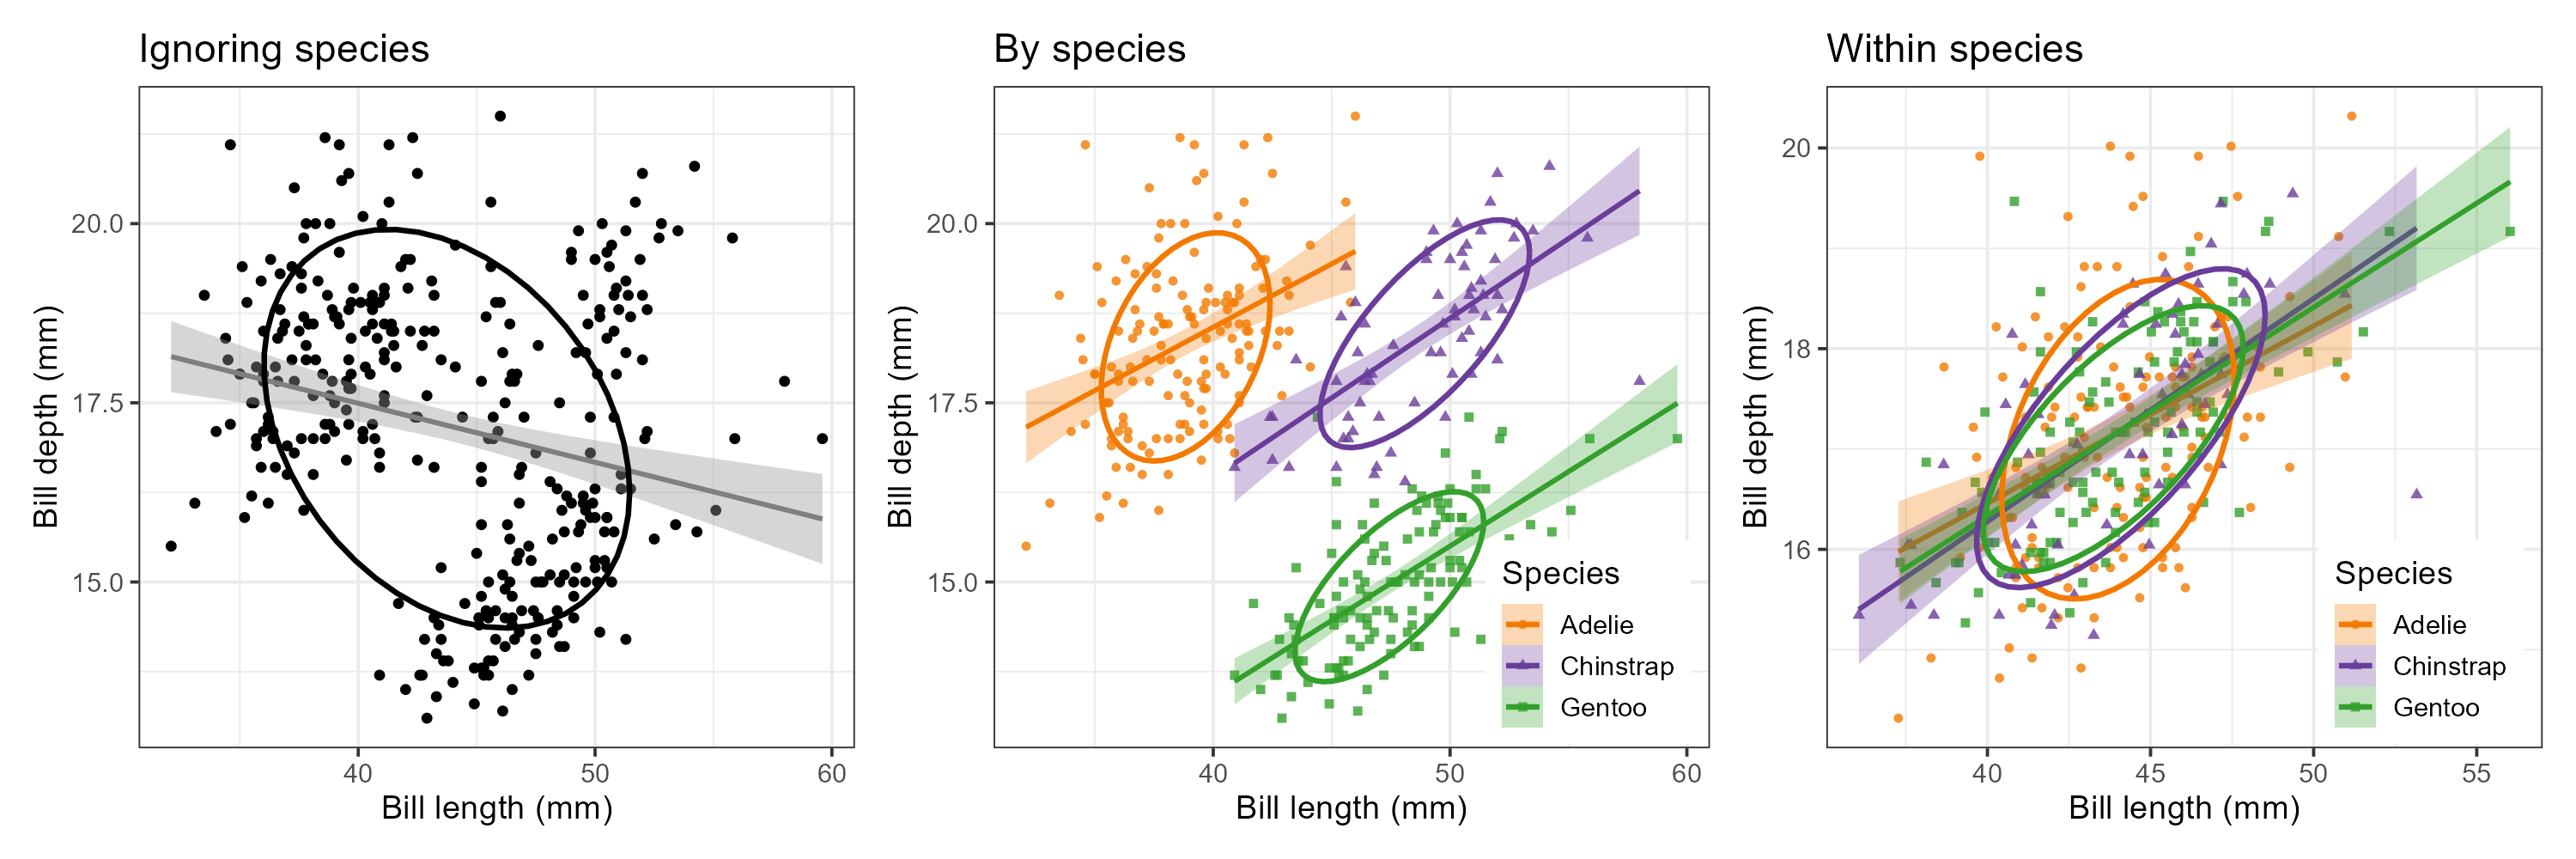 Ignoring species
Bill depth (mm)
20.0
17.5
15.0
40 50 60
Bill length (mm)
By species
Bill depth (mm)
20.0
17.5
15.0
Species
Adelie
Chinstrap
Gentoo
40 50 60
Bill length (mm)
Within species
Bill depth (mm)
20
18
16
Species
Adelie
Chinstrap
Gentoo
40 45 50 55
Bill length (mm)